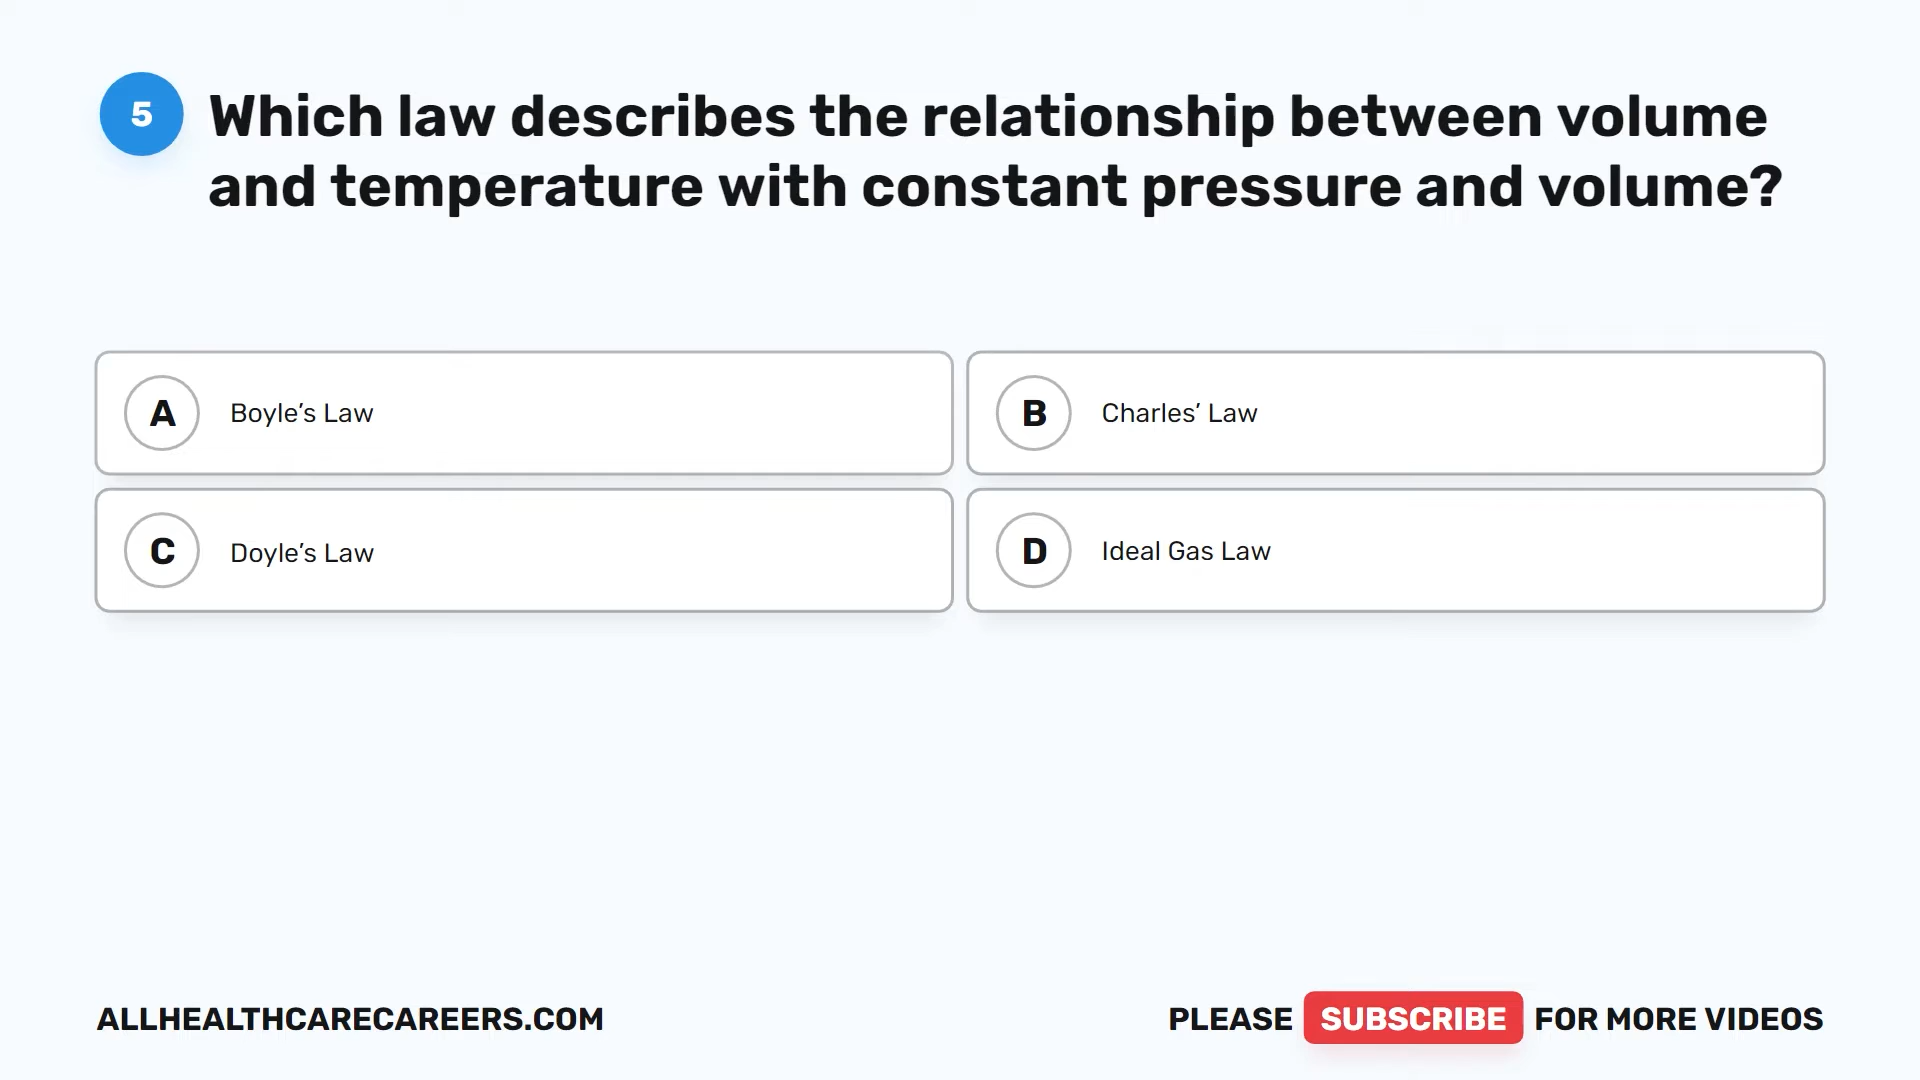 5
Which law describes the relationship between volume
and temperature with constant pressure and volume?
A
Boyle’s Law
B
Charles’ Law
C
Doyle’s Law
D
Ideal Gas Law
ALLHEALTHCARECAREERS.COM
PLEASE SUBSCRIBE FOR MORE VIDEOS